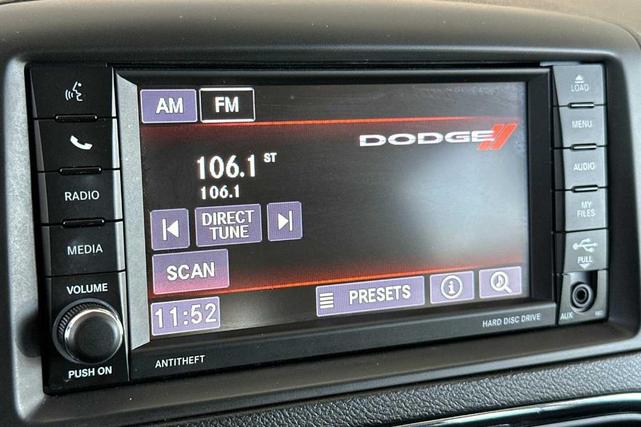 AM
FM
DODGE
106.1 ST
106.1
DIRECT
TUNE
SCAN
PRESETS
11:52
RADIO
MEDIA
VOLUME
PUSH ON
ANTITHEFT
HARD DISC DRIVE
LOAD
MENU
AUDIO
MY
FILES
PULL
AUX